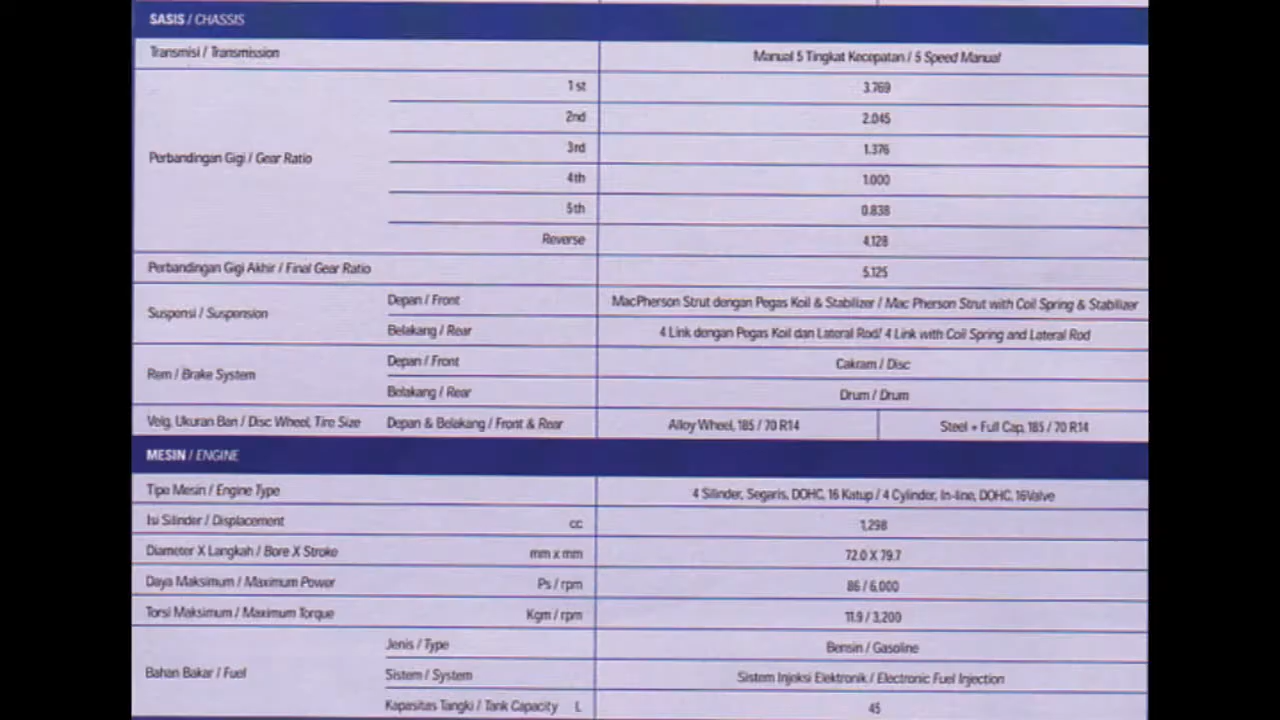 SASIS / CHASSIS
Transmisi / Transmission Manual 5 Tingkat Kecepatan / 5 Speed Manual
Perbandingan Gigi / Gear Ratio
1 st 3.769
2nd 2.045
3rd 1.376
4th 1.000
5th 0.838
Reverse 4.128
Perbandingan Gigi Akhir / Final Gear Ratio 5.125
Suspensi / Suspension
Depan / Front MacPherson Strut dengan Pegas Koil & Stabilizer / Mac Pherson Strut with Coil Spring & Stabilizer
Belakang / Rear 4 Link dengan Pegas Koil dan Lateral Rod/ 4 Link with Coil Spring and Lateral Rod
Rem / Brake System
Depan / Front Cakram / Disc
Belakang / Rear Drum / Drum
Velg, Ukuran Ban / Disc Wheel, Tire Size Depan & Belakang / Front & Rear Alloy Wheel, 185 / 70 R14 Steel + Full Cap, 185 / 70 R14
MESIN / ENGINE
Tipe Mesin / Engine Type 4 Silinder, Segaris, DOHC, 16 Katup / 4 Cylinder, In-line, DOHC, 16Valve
Isi Silinder / Displacement cc 1,298
Diameter X Langkah / Bore X Stroke mm x mm 72.0 X 79.7
Daya Maksimum / Maximum Power Ps / rpm 86 / 6,000
Torsi Maksimum / Maximum Torque Kgm / rpm 11.9 / 3,200
Bahan Bakar / Fuel
Jenis / Type Bensin / Gasoline
Sistem / System Sistem Injeksi Elektronik / Electronic Fuel Injection
Kapasitas Tangki / Tank Capacity L 45